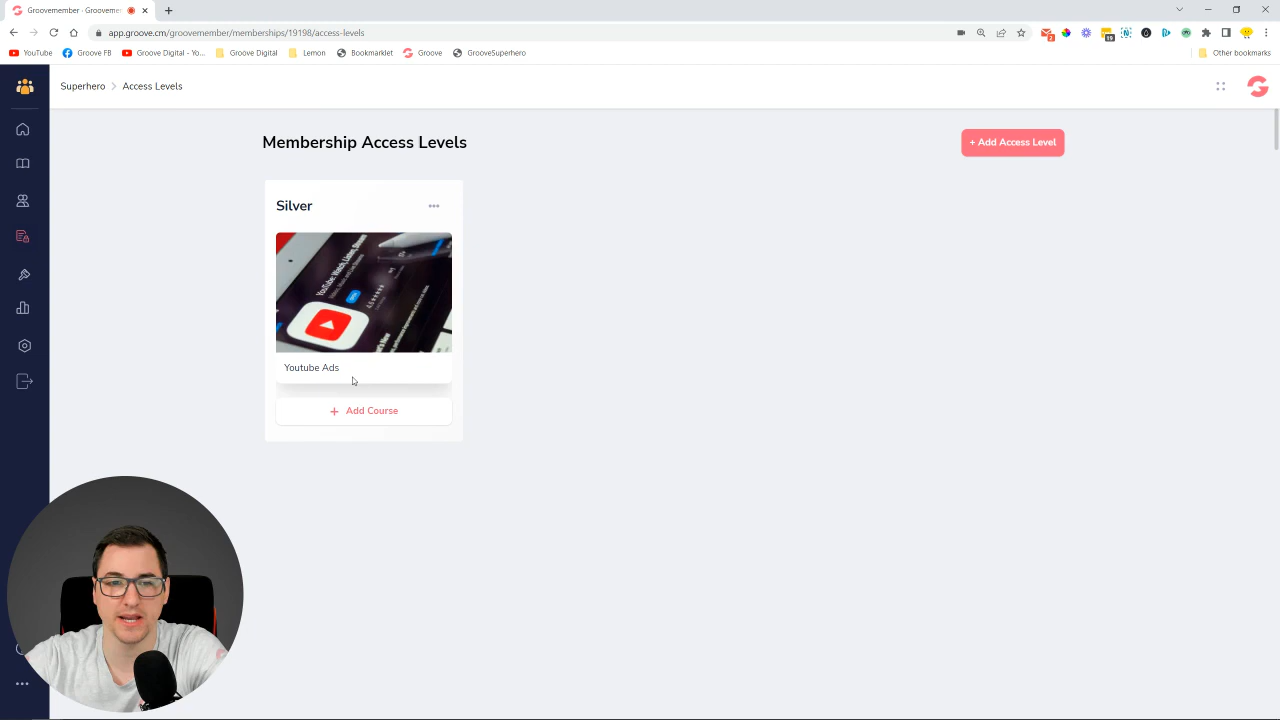 Groovemember - Groovemen
app.groove.cm/groovemember/memberships/19198/access-levels
YouTube
Groove FB
Groove Digital - Yo...
Groove Digital
Lemon
Bookmarklet
Groove
GrooveSuperhero
Other bookmarks
Superhero > Access Levels
Membership Access Levels
+ Add Access Level
Silver
Youtube Ads
+ Add Course